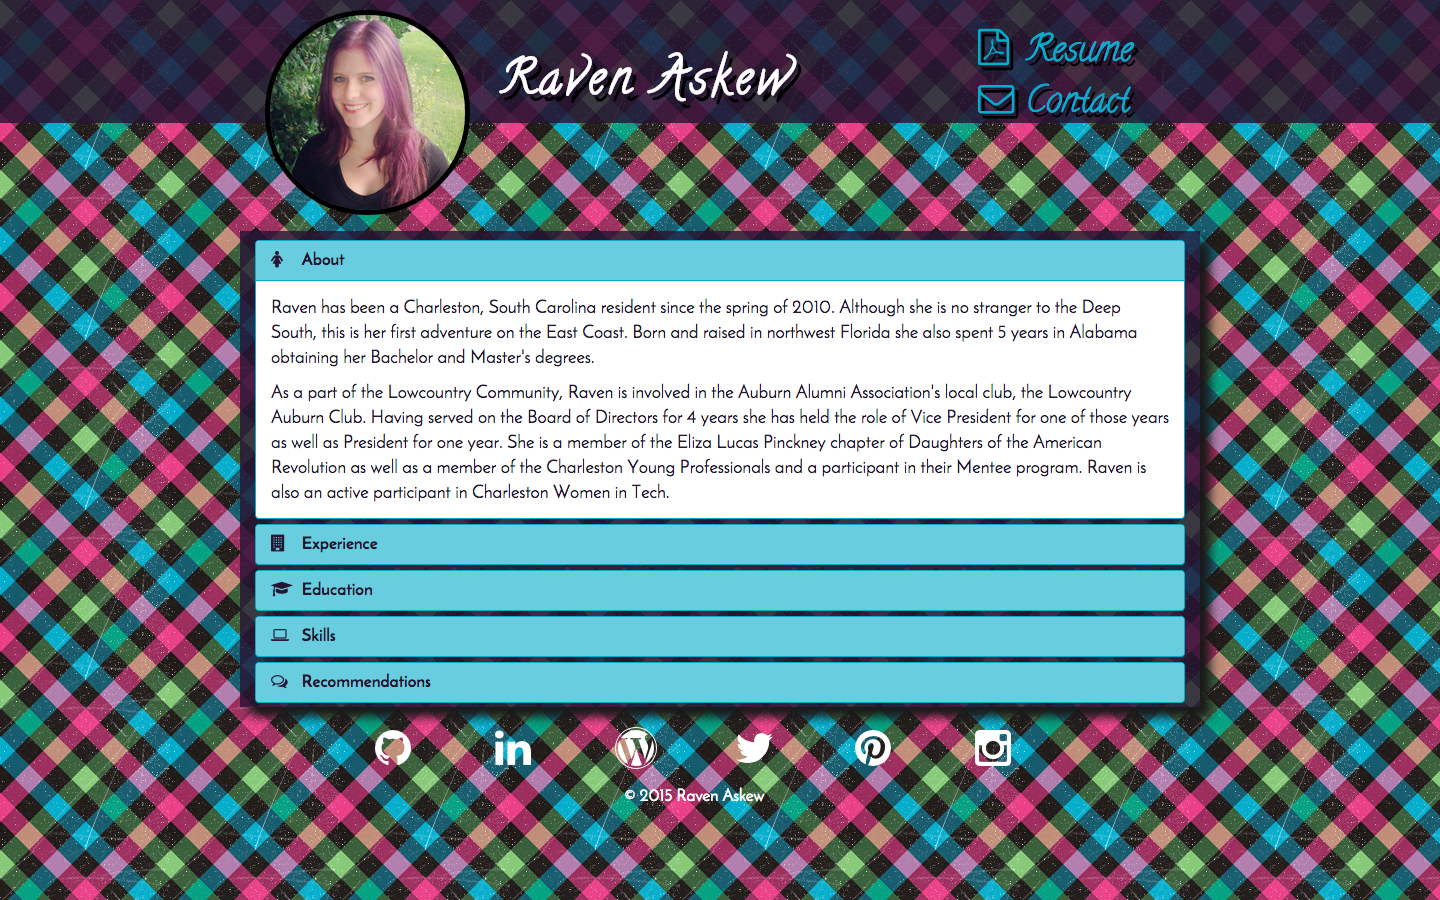 Raven Askew
Resume
Contact
About
Raven has been a Charleston, South Carolina resident since the spring of 2010. Although she is no stranger to the Deep
South, this is her first adventure on the East Coast. Born and raised in northwest Florida she also spent 5 years in Alabama
obtaining her Bachelor and Master's degrees.
As a part of the Lowcountry Community, Raven is involved in the Auburn Alumni Association's local club, the Lowcountry
Auburn Club. Having served on the Board of Directors for 4 years she has held the role of Vice President for one of those years
as well as President for one year. She is a member of the Eliza Lucas Pinckney chapter of Daughters of the American
Revolution as well as a member of the Charleston Young Professionals and a participant in their Mentee program. Raven is
also an active participant in Charleston Women in Tech.
Experience
Education
Skills
Recommendations
© 2015 Raven Askew